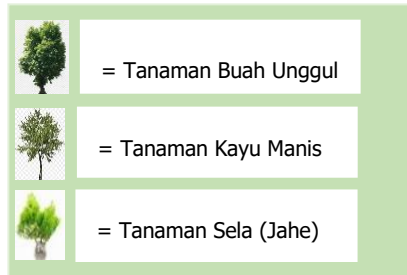 = Tanaman Buah Unggul
= Tanaman Kayu Manis
= Tanaman Sela (Jahe)